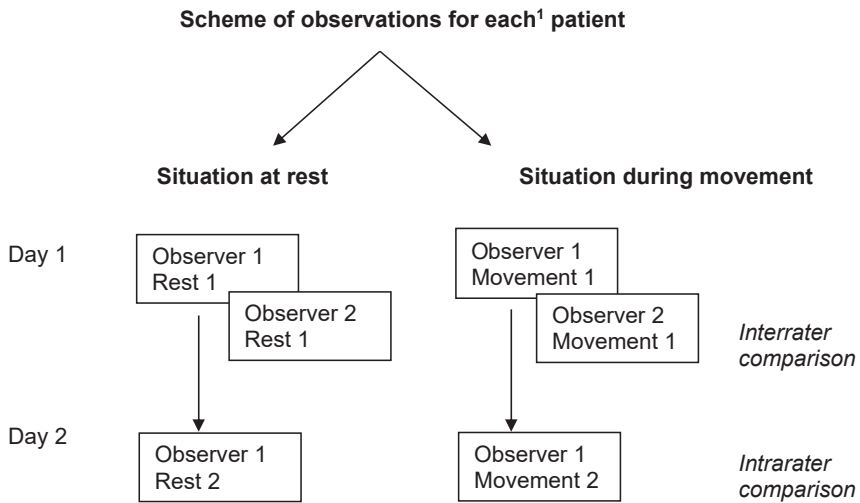 Scheme of observations for each¹ patient
Situation at rest
Situation during movement
Day 1
Observer 1
Rest 1
Observer 2
Rest 1
Observer 1
Movement 1
Observer 2
Movement 1
Interrater
comparison
Day 2
Observer 1
Rest 2
Observer 1
Movement 2
Intrarater
comparison